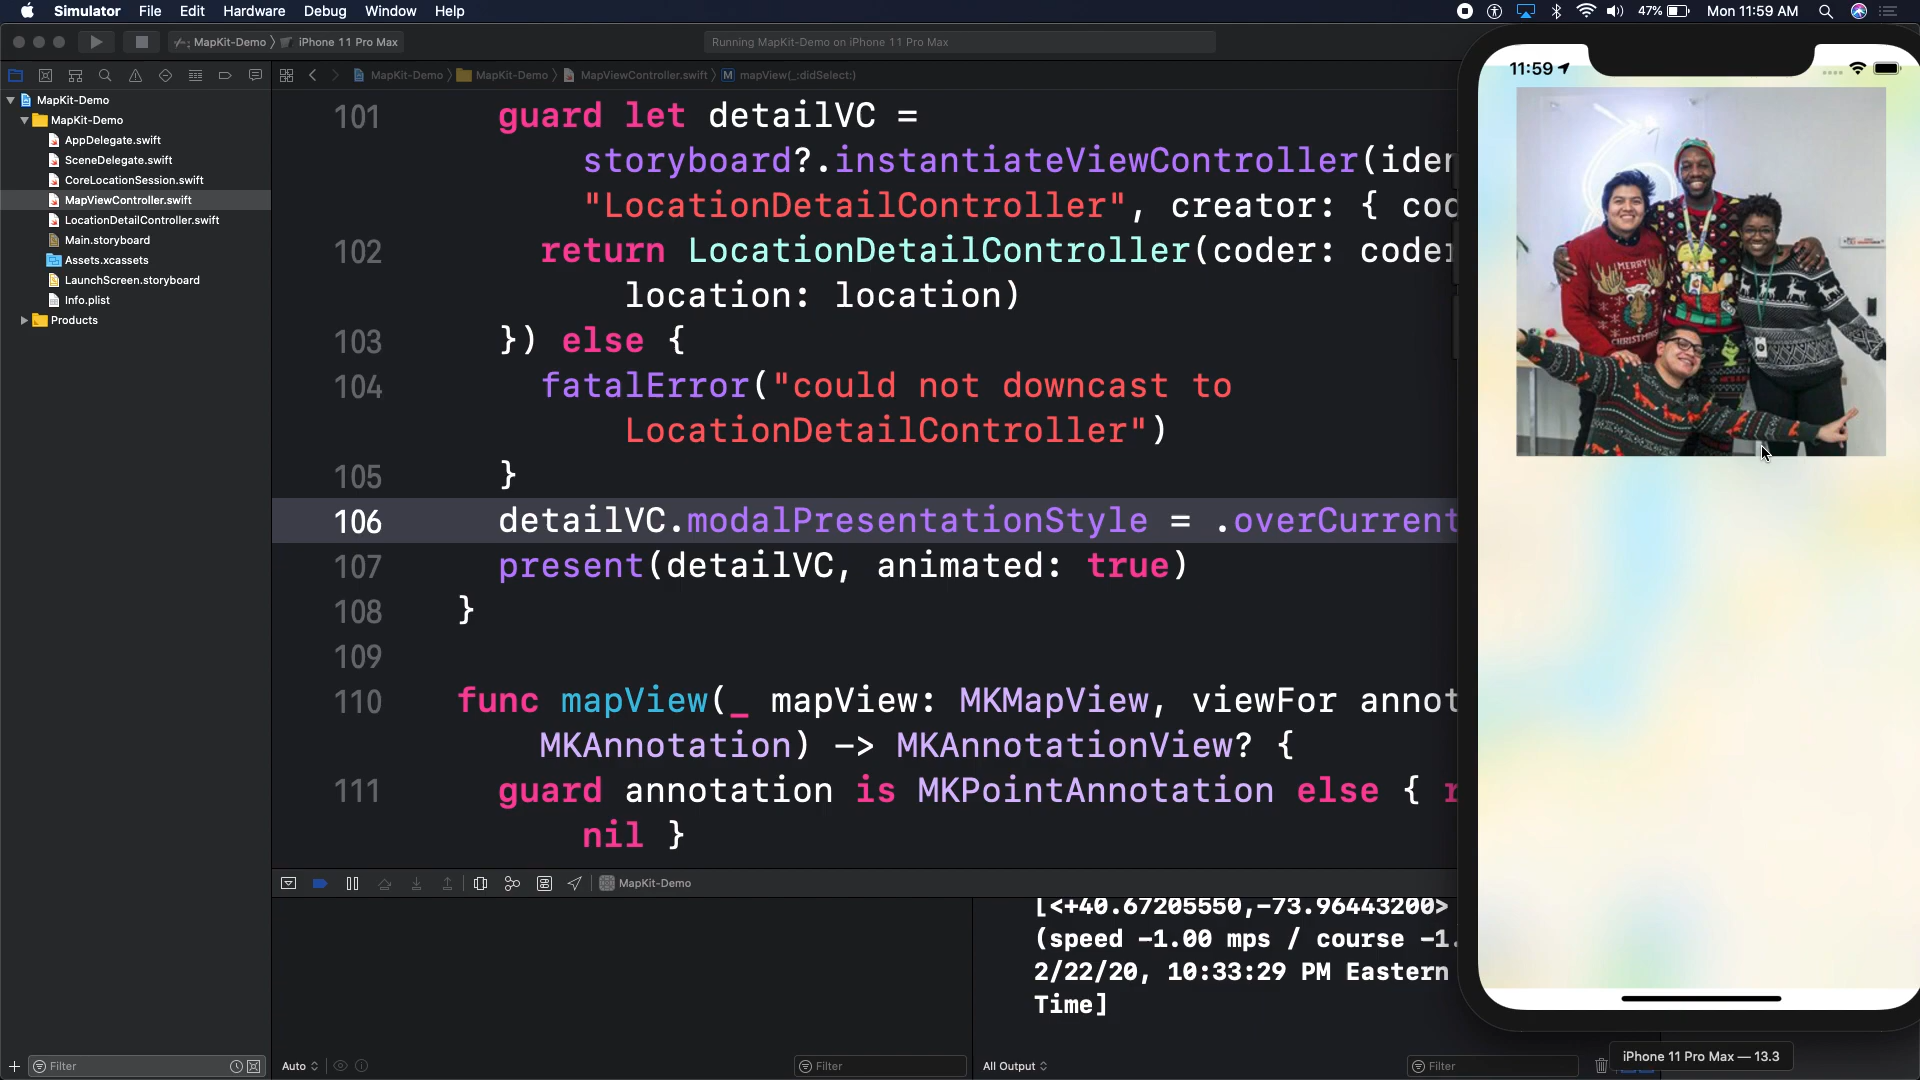 Simulator File Edit Hardware Debug Window Help
47% Mon 11:59 AM
MapKit-Demo iPhone 11 Pro Max
Running MapKit-Demo on iPhone 11 Pro Max
MapKit-Demo MapKit-Demo MapViewController.swift M mapView(_:didSelect:)
MapKit-Demo
MapKit-Demo
AppDelegate.swift
SceneDelegate.swift
CoreLocationSession.swift
MapViewController.swift
LocationDetailController.swift
Main.storyboard
Assets.xcassets
LaunchScreen.storyboard
Info.plist
Products
101 guard let detailVC =
storyboard?.instantiateViewController(iden
"LocationDetailController", creator: { cod
102 return LocationDetailController(coder: coder
location: location)
103 }) else {
104 fatalError("could not downcast to
LocationDetailController")
105 }
106 detailVC.modalPresentationStyle = .overCurrent
107 present(detailVC, animated: true)
108 }
109
110 func mapView(_ mapView: MKMapView, viewFor annot
MKAnnotation) -> MKAnnotationView? {
111 guard annotation is MKPointAnnotation else { r
nil }
MapKit-Demo
[<+40.67205550,-73.96443200>
(speed -1.00 mps / course -1.
2/22/20, 10:33:29 PM Eastern
Time]
Filter
Auto
Filter
All Output
Filter
11:59
MERRY
CHRISTMAS
iPhone 11 Pro Max — 13.3